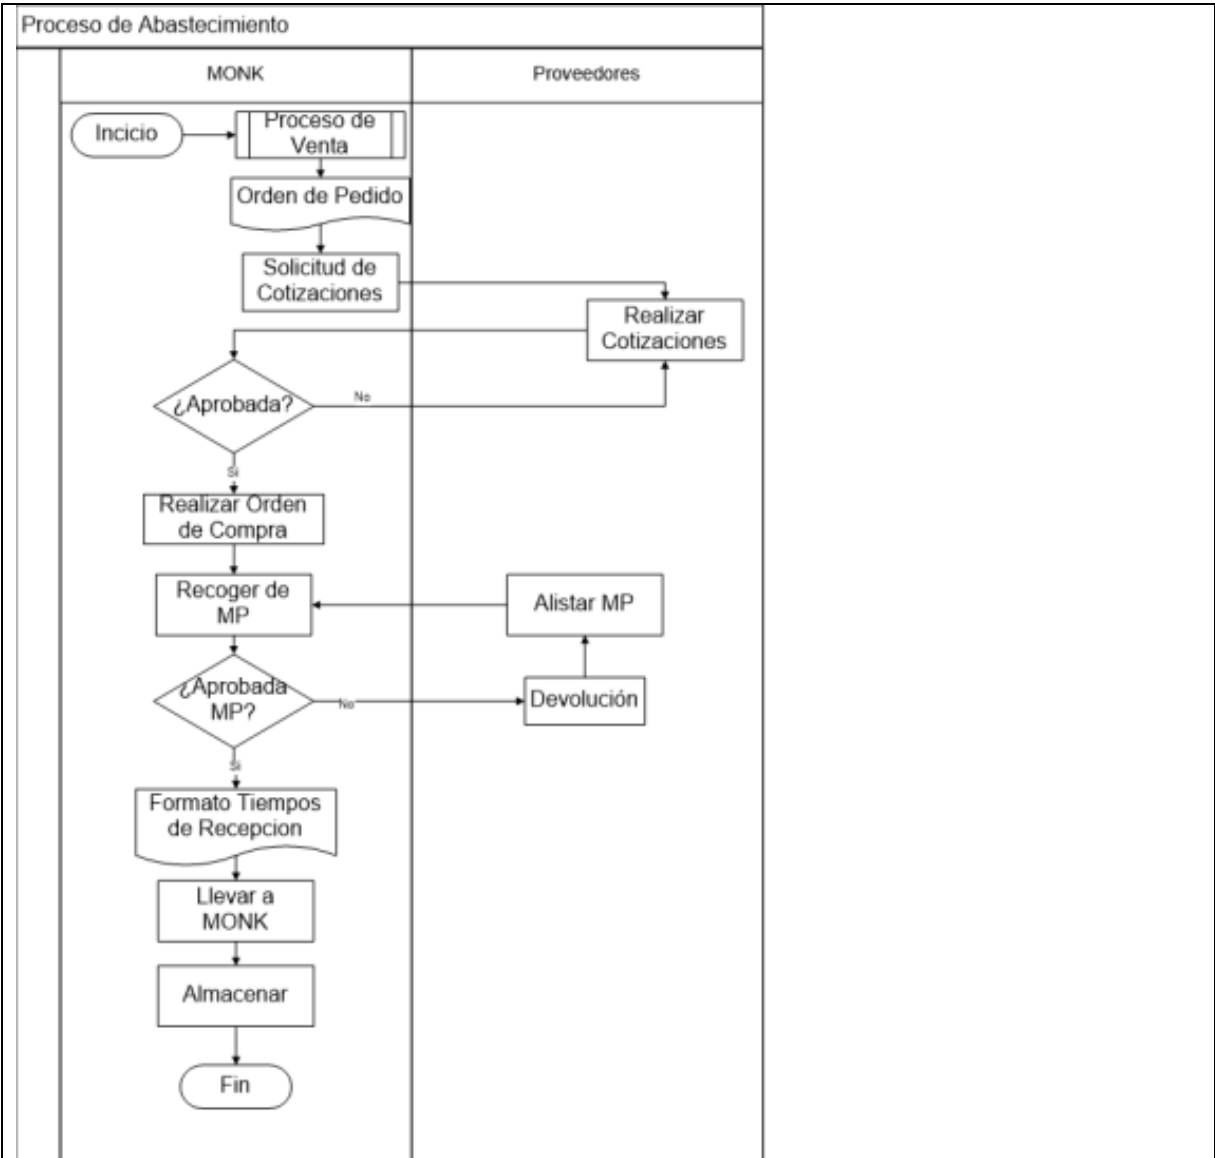 Proceso de Abastecimiento
MONK
Proveedores
Incicio
Proceso de
Venta
Orden de Pedido
Solicitud de
Cotizaciones
Realizar
Cotizaciones
¿Aprobada?
No
Si
Realizar Orden
de Compra
Recoger de
MP
Alistar MP
¿Aprobada
MP?
No
Devolución
Si
Formato Tiempos
de Recepcion
Llevar a
MONK
Almacenar
Fin